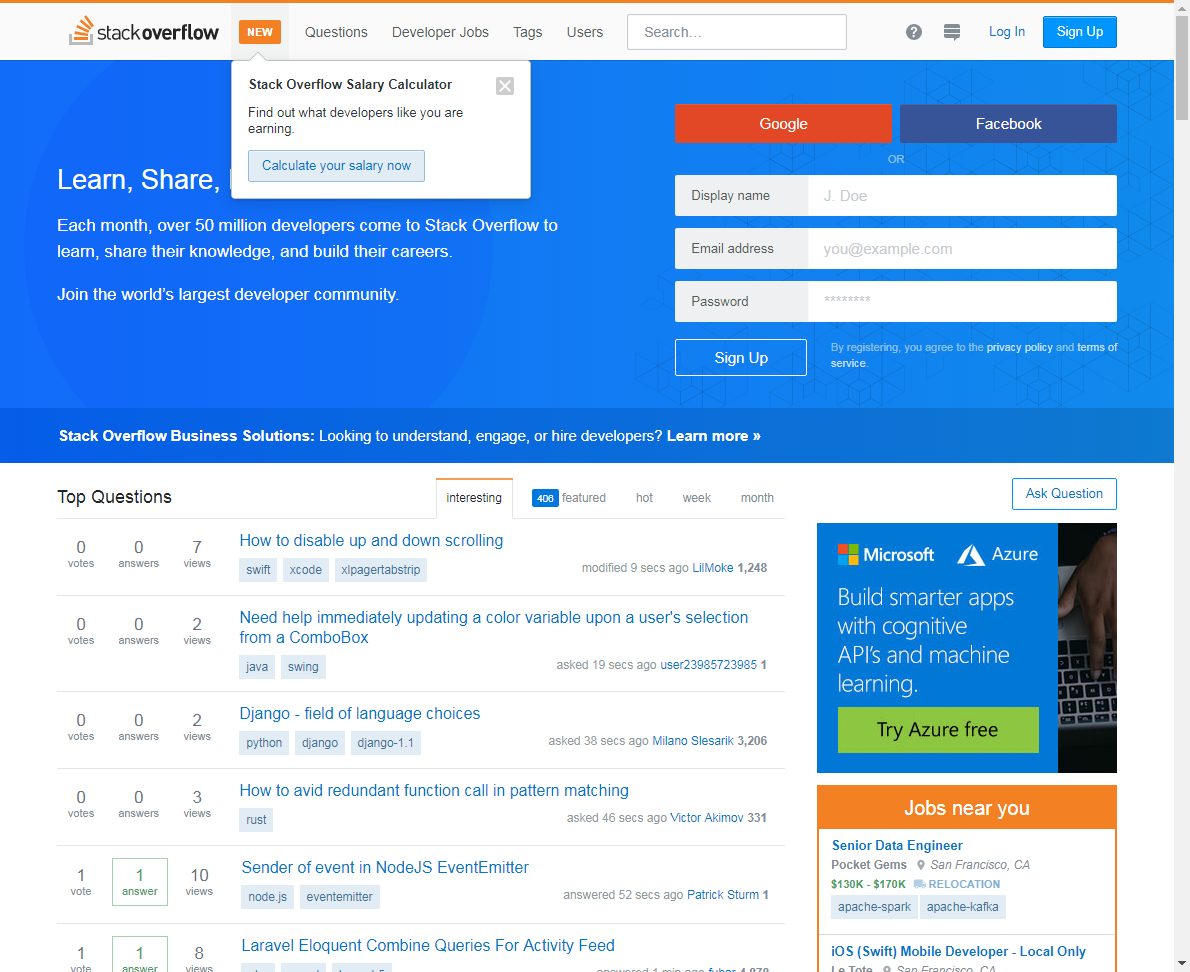 stackoverflow
NEW
Questions
Developer Jobs
Tags
Users
Search…
?
Log In
Sign Up
Stack Overflow Salary Calculator
Find out what developers like you are
earning.
Calculate your salary now
Learn, Share,
Each month, over 50 million developers come to Stack Overflow to
learn, share their knowledge, and build their careers.
Join the world’s largest developer community.
Google
Facebook
OR
Display name
J. Doe
Email address
you@example.com
Password
********
Sign Up
By registering, you agree to the privacy policy and terms of
service.
Stack Overflow Business Solutions: Looking to understand, engage, or hire developers? Learn more »
Top Questions
interesting
406 featured
hot
week
month
Ask Question
0 votes
0 answers
7 views
How to disable up and down scrolling
swift xcode xlpagertabstrip
modified 9 secs ago LilMoke 1,248
0 votes
0 answers
2 views
Need help immediately updating a color variable upon a user's selection
from a ComboBox
java swing
asked 19 secs ago user23985723985 1
0 votes
0 answers
2 views
Django - field of language choices
python django django-1.1
asked 38 secs ago Milano Slesarik 3,206
0 votes
0 answers
3 views
How to avid redundant function call in pattern matching
rust
asked 46 secs ago Victor Akimov 331
1 vote
1 answer
10 views
Sender of event in NodeJS EventEmitter
node.js eventemitter
answered 52 secs ago Patrick Sturm 1
1 vote
1 answer
8 views
Laravel Eloquent Combine Queries For Activity Feed
answered 1 min ago fubar 4,878
Microsoft Azure
Build smarter apps
with cognitive
API’s and machine
learning.
Try Azure free
Jobs near you
Senior Data Engineer
Pocket Gems San Francisco, CA
$130K - $170K RELOCATION
apache-spark apache-kafka
iOS (Swift) Mobile Developer - Local Only
Le Tote San Francisco, CA